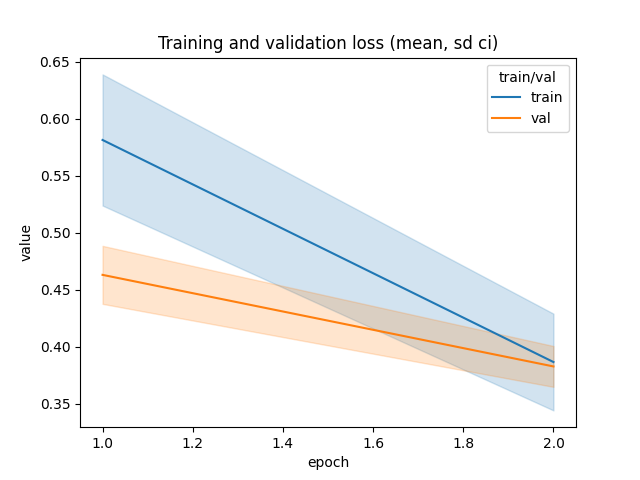 Training and validation loss (mean, sd ci)
train/val
train
val
value
0.65
0.60
0.55
0.50
0.45
0.40
0.35
1.0 1.2 1.4 1.6 1.8 2.0
epoch